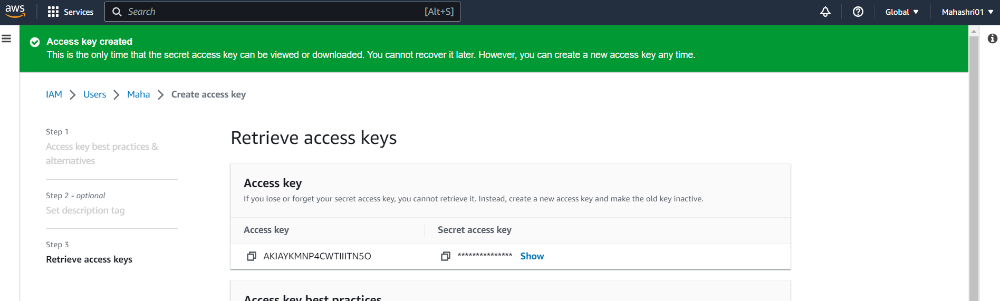 aws Services Search [Alt+S] Global Mahashri01
Access key created
This is the only time that the secret access key can be viewed or downloaded. You cannot recover it later. However, you can create a new access key any time.
IAM Users Maha Create access key
Step 1
Access key best practices &
alternatives
Step 2 - optional
Set description tag
Step 3
Retrieve access keys
Retrieve access keys
Access key
If you lose or forget your secret access key, you cannot retrieve it. Instead, create a new access key and make the old key inactive.
Access key Secret access key
AKIAYKMNP4CWTIIITN5O *************** Show
Access key best practices